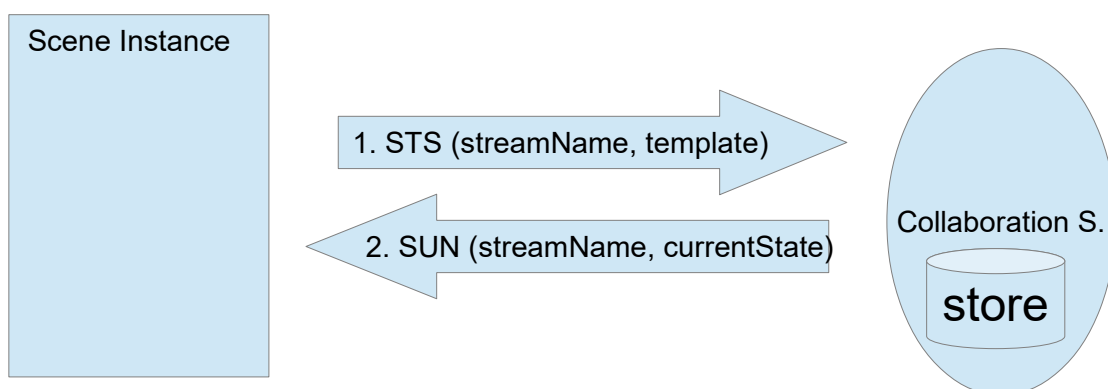 Scene Instance
1. STS (streamName, template)
2. SUN (streamName, currentState)
Collaboration S.
store